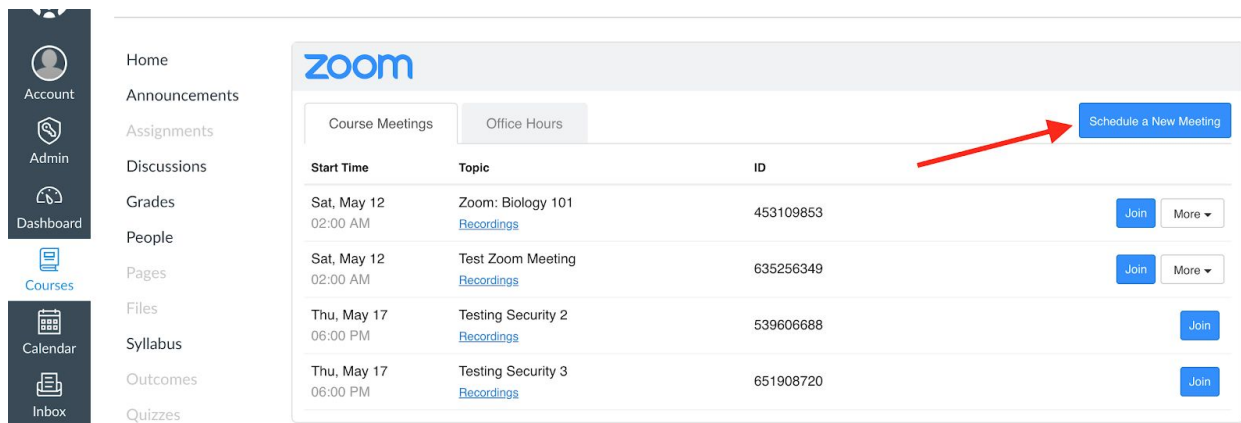 Account
Admin
Dashboard
Courses
Calendar
Inbox
Home
Announcements
Assignments
Discussions
Grades
People
Pages
Files
Syllabus
Outcomes
Quizzes
zoom
Course Meetings Office Hours Schedule a New Meeting
Start Time Topic ID
Sat, May 12 Zoom: Biology 101 453109853 Join More
02:00 AM Recordings
Sat, May 12 Test Zoom Meeting 635256349 Join More
02:00 AM Recordings
Thu, May 17 Testing Security 2 539606688 Join
06:00 PM Recordings
Thu, May 17 Testing Security 3 651908720 Join
06:00 PM Recordings